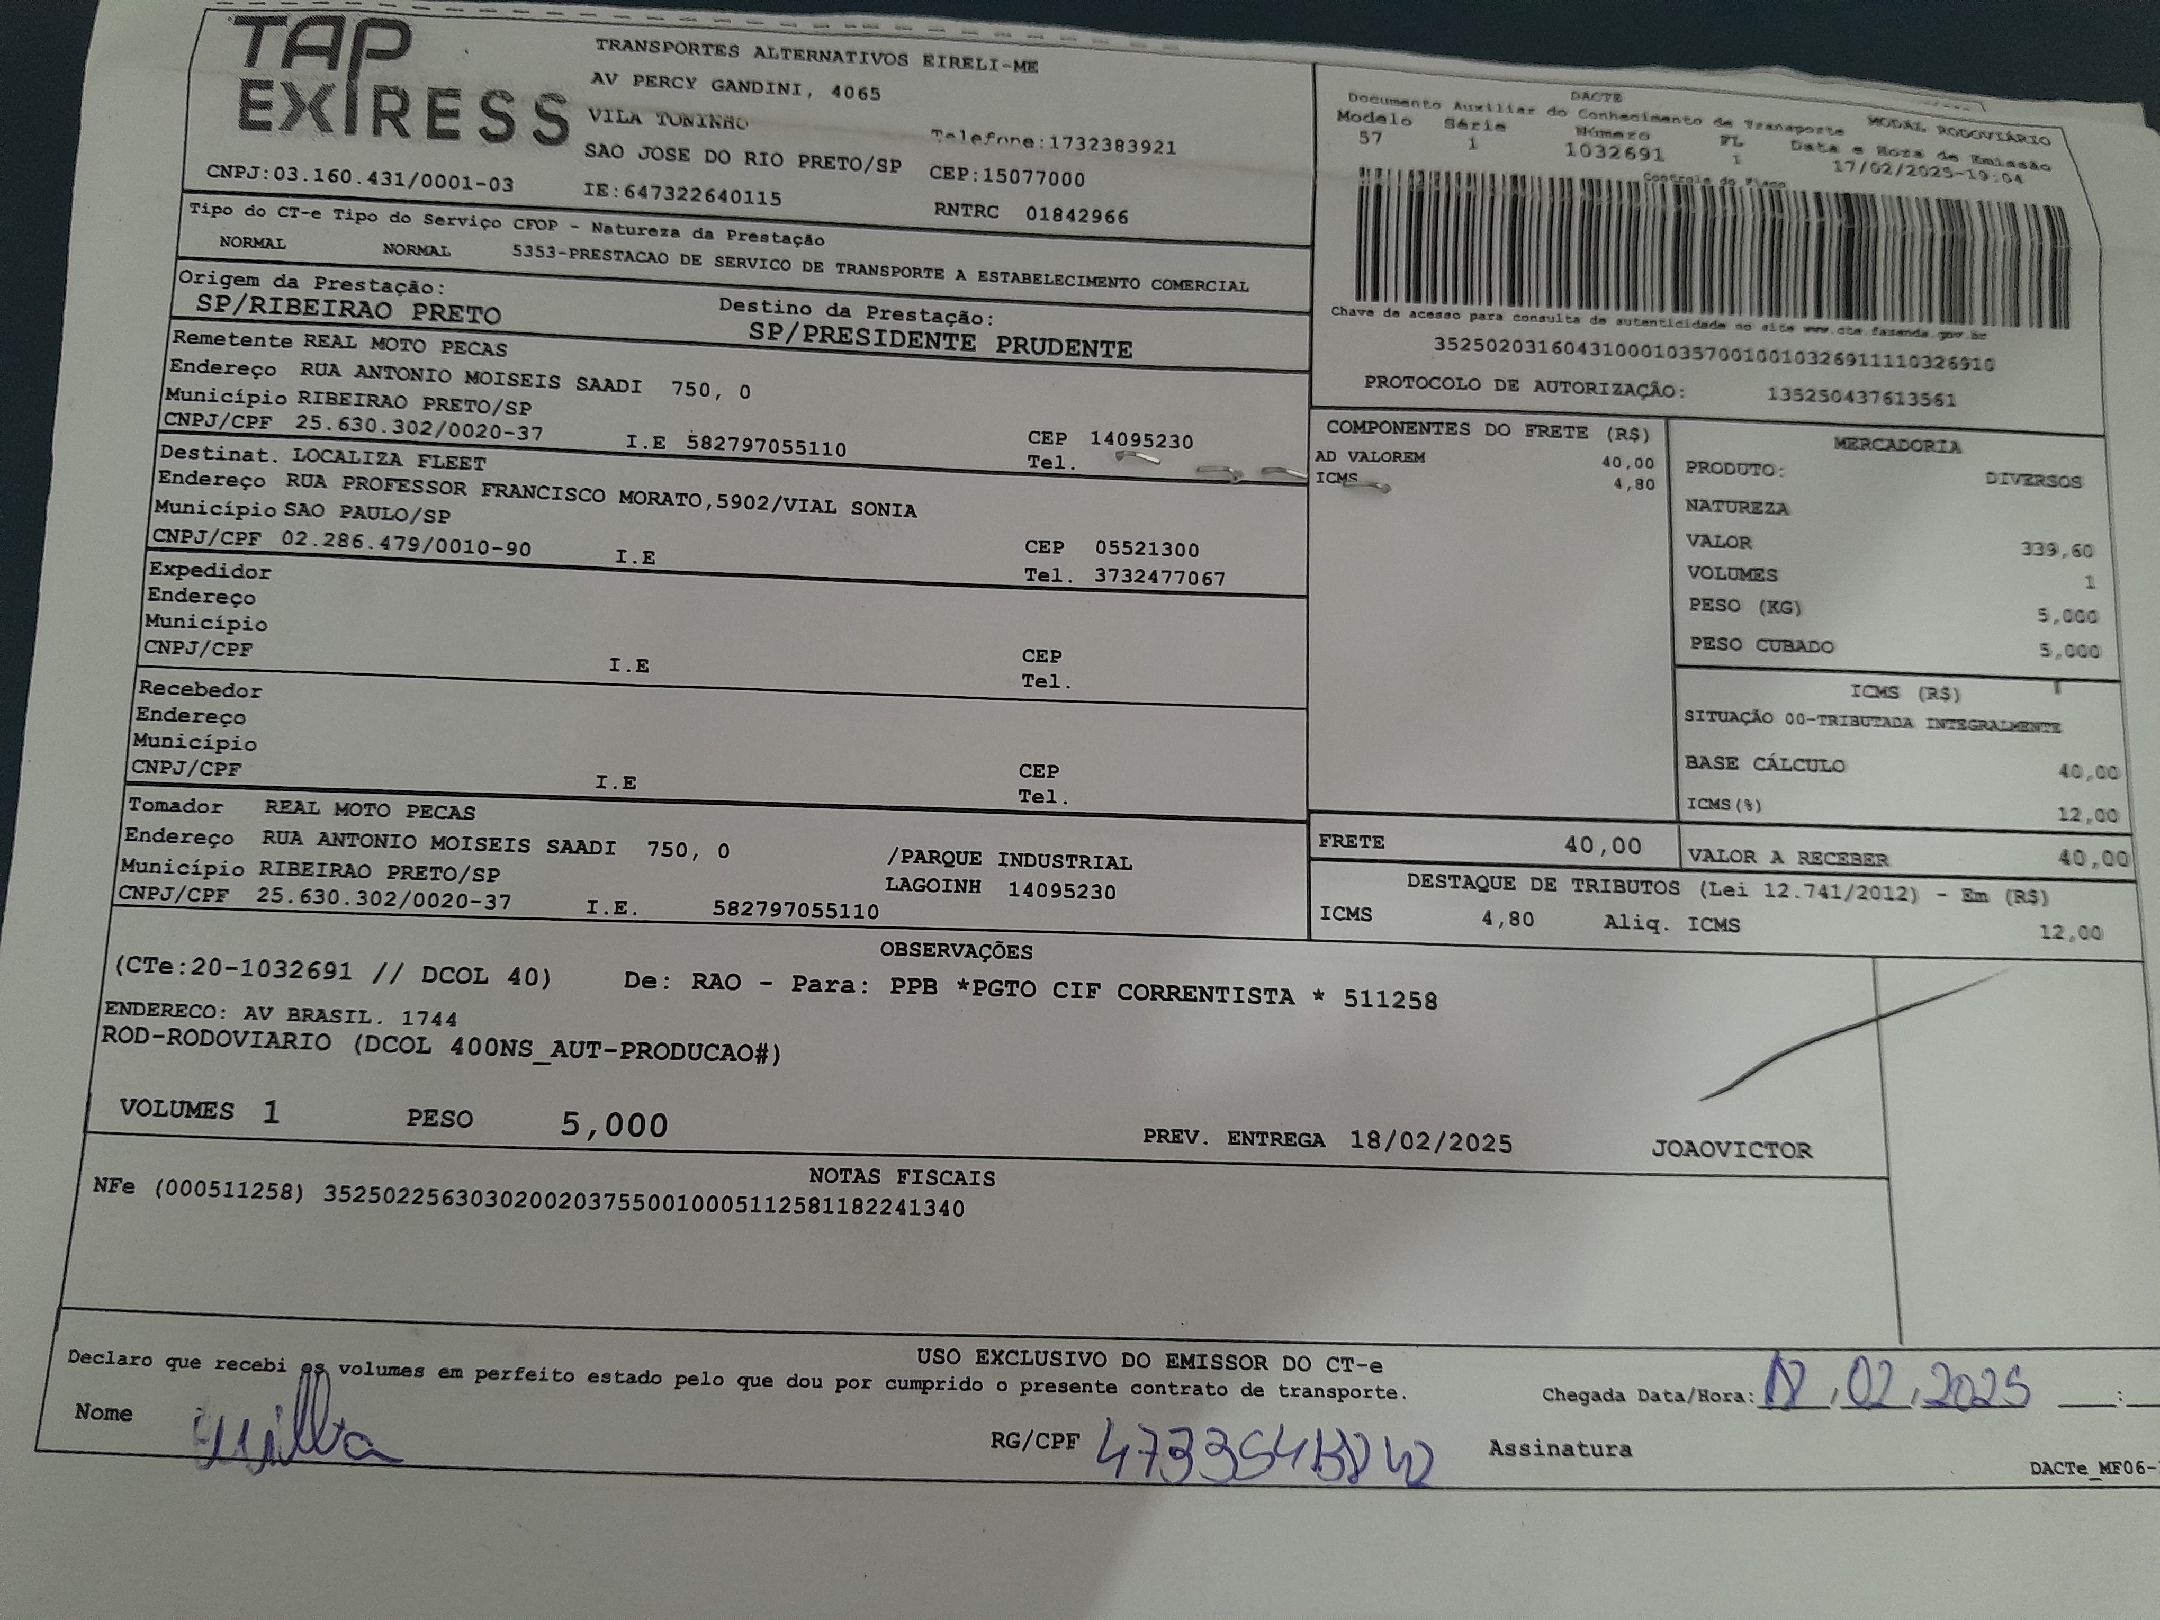 TAP
EXPRESS
TRANSPORTES ALTERNATIVOS EIRELI-ME
AV PERCY GANDINI, 4065
VILA TONINHO
Telefone:1732383921
SAO JOSE DO RIO PRETO/SP CEP:15077000
CNPJ:03.160.431/0001-03 IE:647322640115 RNTRC 01842966
DACTE
Documento Auxiliar do Conhecimento de Transporte MODAL RODOVIÁRIO
Modelo Série Número FL Data e Hora de Emissão
57 1 1032691 1 17/02/2025-19:04
Controle do Fisco
Chave de acesso para consulta de autenticidade no site www.cte.fazenda.gov.br
35250203160431000103570010010326911110326910
PROTOCOLO DE AUTORIZAÇÃO: 135250437613561
Tipo do CT-e Tipo do Serviço CFOP - Natureza da Prestação
NORMAL NORMAL 5353-PRESTACAO DE SERVICO DE TRANSPORTE A ESTABELECIMENTO COMERCIAL
Origem da Prestação: Destino da Prestação:
SP/RIBEIRAO PRETO SP/PRESIDENTE PRUDENTE
Remetente REAL MOTO PECAS
Endereço RUA ANTONIO MOISEIS SAADI 750, 0
Município RIBEIRAO PRETO/SP
CNPJ/CPF 25.630.302/0020-37 I.E 582797055110 CEP 14095230
Tel.
Destinat. LOCALIZA FLEET
Endereço RUA PROFESSOR FRANCISCO MORATO,5902/VIAL SONIA
Município SAO PAULO/SP
CNPJ/CPF 02.286.479/0010-90 I.E CEP 05521300
Tel. 3732477067
Expedidor
Endereço
Município
CNPJ/CPF I.E CEP
Tel.
Recebedor
Endereço
Município
CNPJ/CPF I.E CEP
Tel.
Tomador REAL MOTO PECAS
Endereço RUA ANTONIO MOISEIS SAADI 750, 0 /PARQUE INDUSTRIAL
Município RIBEIRAO PRETO/SP LAGOINH 14095230
CNPJ/CPF 25.630.302/0020-37 I.E. 582797055110
COMPONENTES DO FRETE (R$)
AD VALOREM 40,00
ICMS 4,80
MERCADORIA
PRODUTO: DIVERSOS
NATUREZA
VALOR 339,60
VOLUMES 1
PESO (KG) 5,000
PESO CUBADO 5,000
ICMS (R$)
SITUAÇÃO 00-TRIBUTADA INTEGRALMENTE
BASE CÁLCULO 40,00
ICMS(%) 12,00
FRETE 40,00 VALOR A RECEBER 40,00
DESTAQUE DE TRIBUTOS (Lei 12.741/2012) - Em (R$)
ICMS 4,80 Aliq. ICMS 12,00
OBSERVAÇÕES
(CTe:20-1032691 // DCOL 40) De: RAO - Para: PPB *PGTO CIF CORRENTISTA * 511258
ENDERECO: AV BRASIL. 1744
ROD-RODOVIARIO (DCOL 400NS_AUT-PRODUCAO#)
VOLUMES 1 PESO 5,000 PREV. ENTREGA 18/02/2025 JOAOVICTOR
NOTAS FISCAIS
NFe (000511258) 35250225630302002037550010005112581182241340
USO EXCLUSIVO DO EMISSOR DO CT-e
Declaro que recebi os volumes em perfeito estado pelo que dou por cumprido o presente contrato de transporte.
Chegada Data/Hora: , 02, 2025 :
Nome RG/CPF Assinatura
DACTe_MF06-